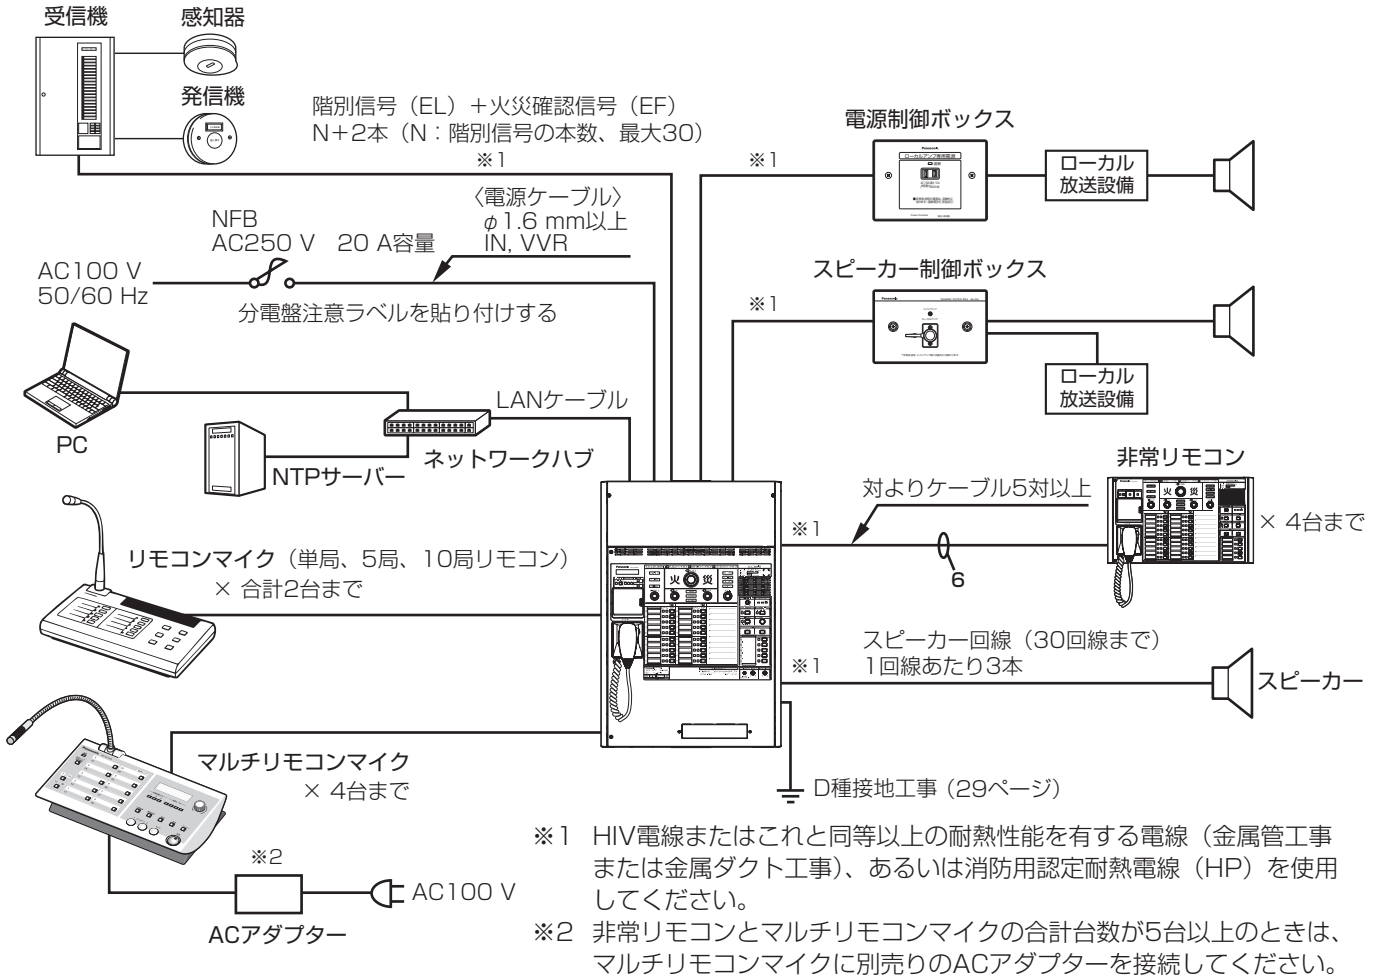 受信機
感知器
発信機
階別信号（EL）＋火災確認信号（EF）
N＋2本（N：階別信号の本数、最大30）
※1
※1
電源制御ボックス
Panasonic
ローカルアンプ専用電源
ローカル
放送設備
〈電源ケーブル〉
φ1.6 mm以上
IN, VVR
NFB
AC250 V　20 A容量
AC100 V
50/60 Hz
分電盤注意ラベルを貼り付けする
スピーカー制御ボックス
※1
Panasonic
ローカル
放送設備
PC
LANケーブル
ネットワークハブ
NTPサーバー
非常リモコン
対よりケーブル5対以上
※1
6
火 災
× 4台まで
リモコンマイク（単局、5局、10局リモコン）
× 合計2台まで
火 災
スピーカー回線（30回線まで）
1回線あたり3本
※1
スピーカー
マルチリモコンマイク
× 4台まで
D種接地工事（29ページ）
※2
AC100 V
ACアダプター
※1　HIV電線またはこれと同等以上の耐熱性能を有する電線（金属管工事
または金属ダクト工事）、あるいは消防用認定耐熱電線（HP）を使用
してください。
※2　非常リモコンとマルチリモコンマイクの合計台数が5台以上のときは、
マルチリモコンマイクに別売りのACアダプターを接続してください。